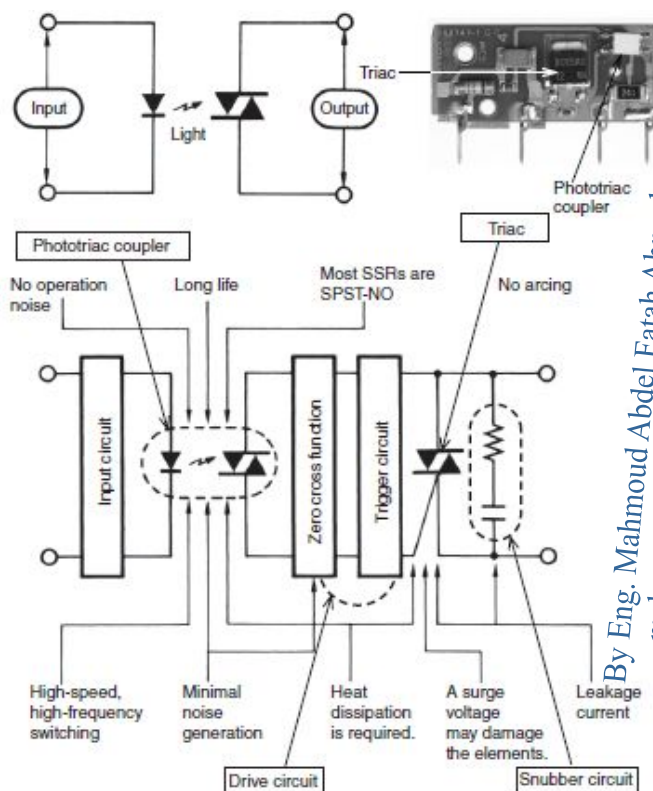 Triac
Input
Output
Light
Phototriac
coupler
Phototriac coupler
Triac
No operation
noise
Long life
Most SSRs are
SPST-NO
No arcing
Input circuit
Zero cross function
Trigger circuit
High-speed,
high-frequency
switching
Minimal
noise
generation
Heat
dissipation
is required.
A surge
voltage
may damage
the elements.
Leakage
current
Drive circuit
Snubber circuit
By Eng. Mahmoud Abdel Fatah